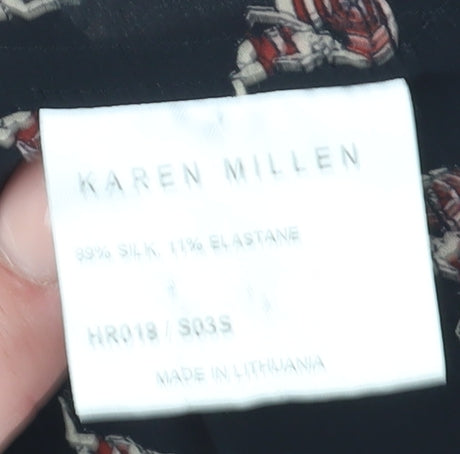 KAREN MILLEN
89% SILK, 11% ELASTANE
HR018 / S03S
MADE IN LITHUANIA